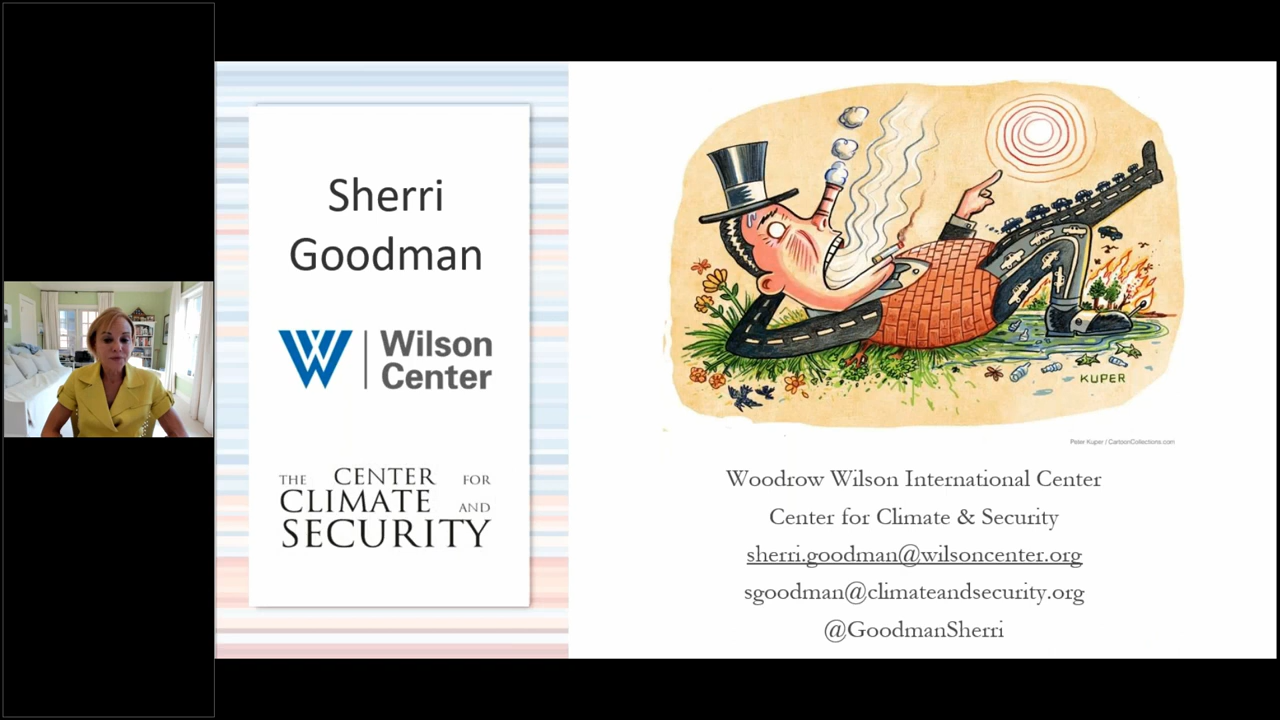 Sherri
Goodman
Wilson
Center
THE CENTER FOR
CLIMATE AND
SECURITY
KUPER
Peter Kuper / CartoonCollections.com
Woodrow Wilson International Center
Center for Climate & Security
sherri.goodman@wilsoncenter.org
sgoodman@climateandsecurity.org
@GoodmanSherri